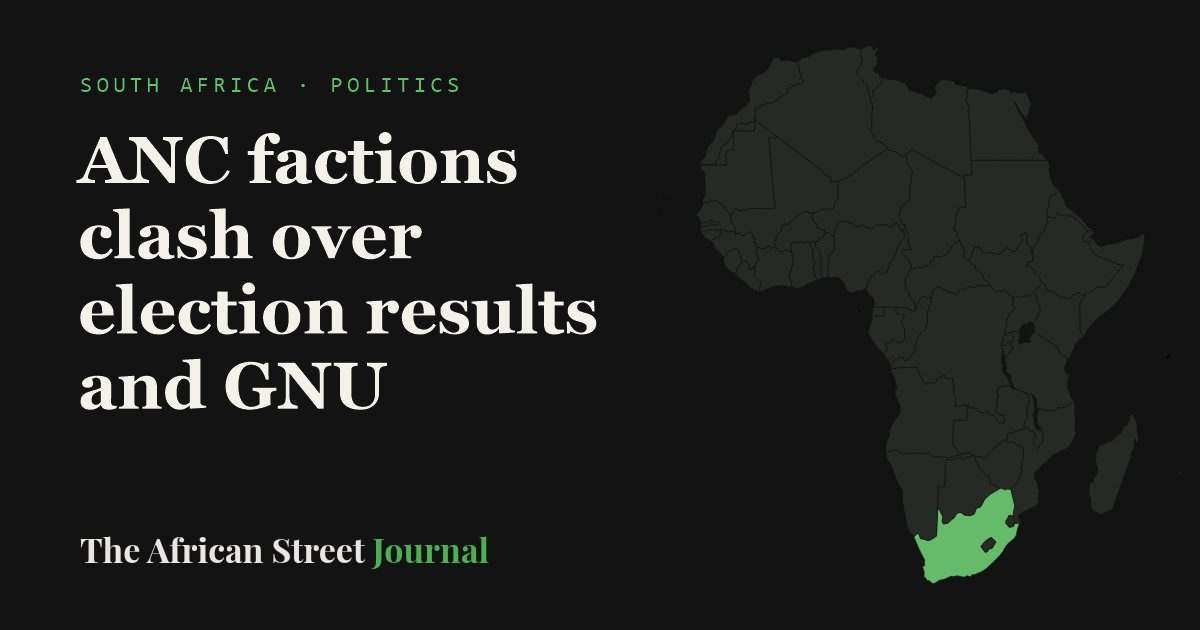 SOUTH AFRICA · POLITICS
ANC factions
clash over
election results
and GNU
The African Street Journal